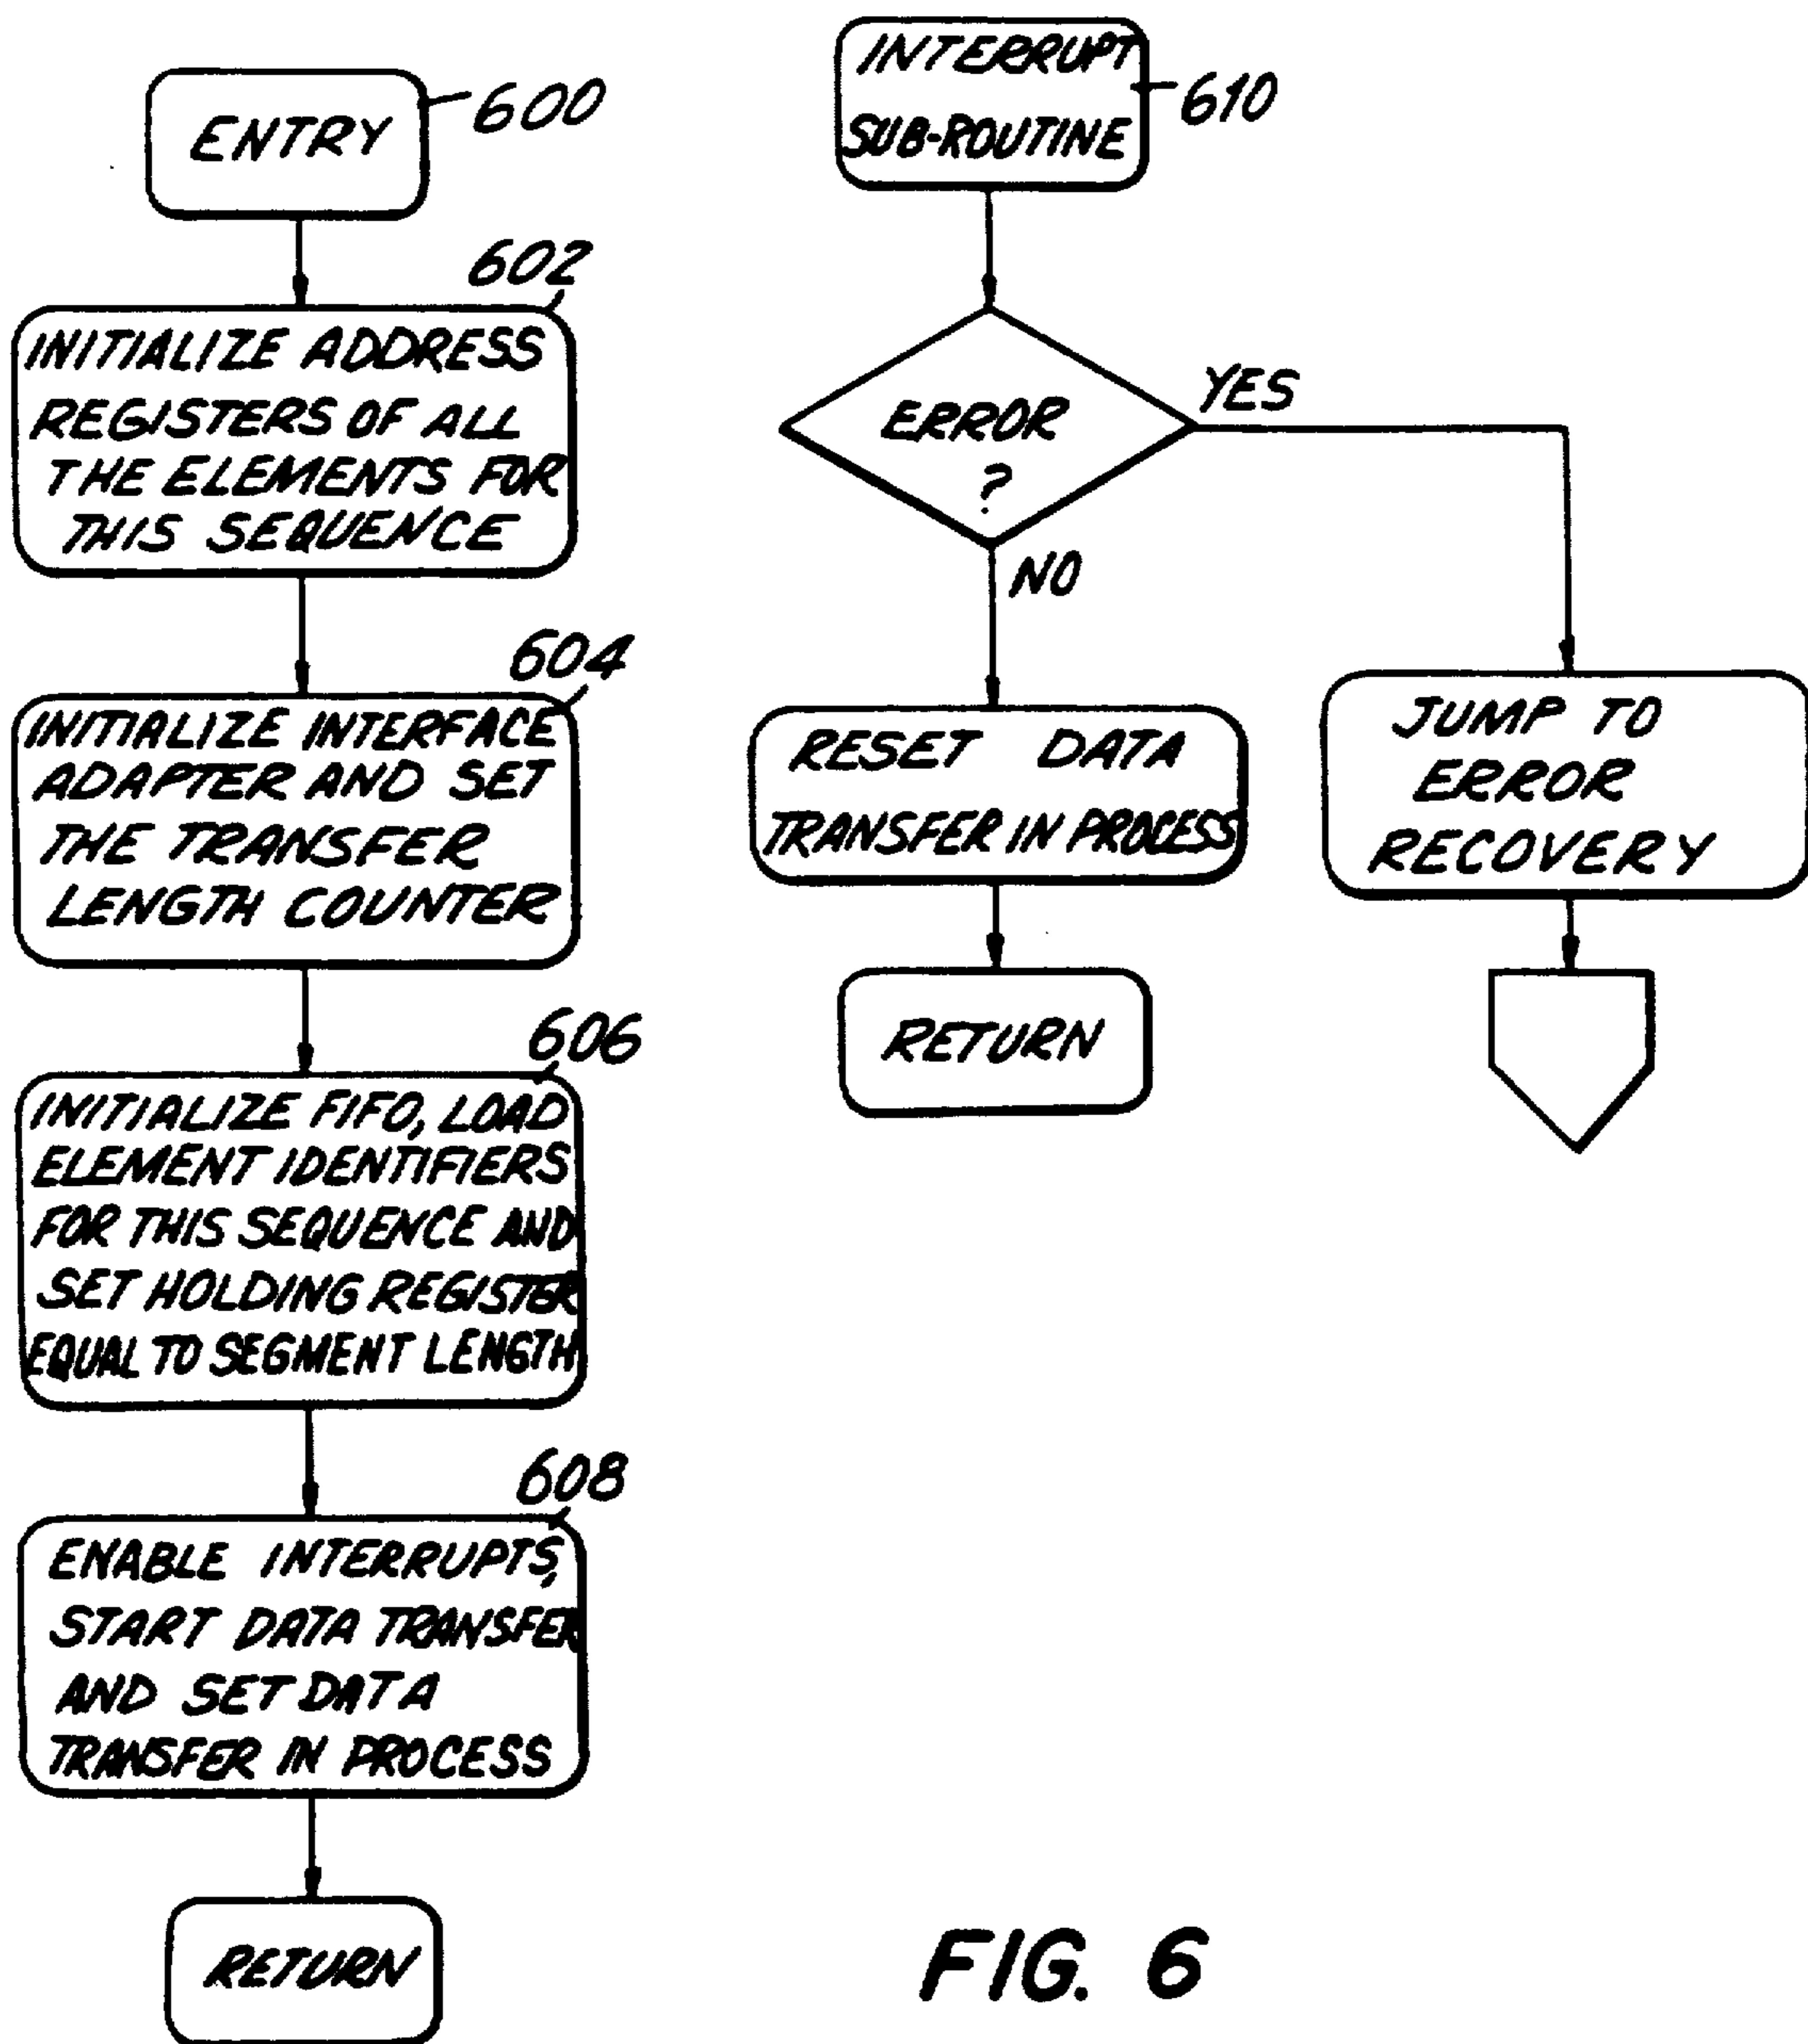 ENTRY
600
602
INITIALIZE ADDRESS
REGISTERS OF ALL
THE ELEMENTS FOR
THIS SEQUENCE
604
INITIALIZE INTERFACE
ADAPTER AND SET
THE TRANSFER
LENGTH COUNTER
606
INITIALIZE FIFO, LOAD
ELEMENT IDENTIFIERS
FOR THIS SEQUENCE AND
SET HOLDING REGISTER
EQUAL TO SEGMENT LENGTH
608
ENABLE INTERRUPTS,
START DATA TRANSFER
AND SET DATA
TRANSFER IN PROCESS
RETURN
INTERRUPT
SUB-ROUTINE
610
ERROR
?
YES
NO
RESET DATA
TRANSFER IN PROCESS
RETURN
JUMP TO
ERROR
RECOVERY
FIG. 6